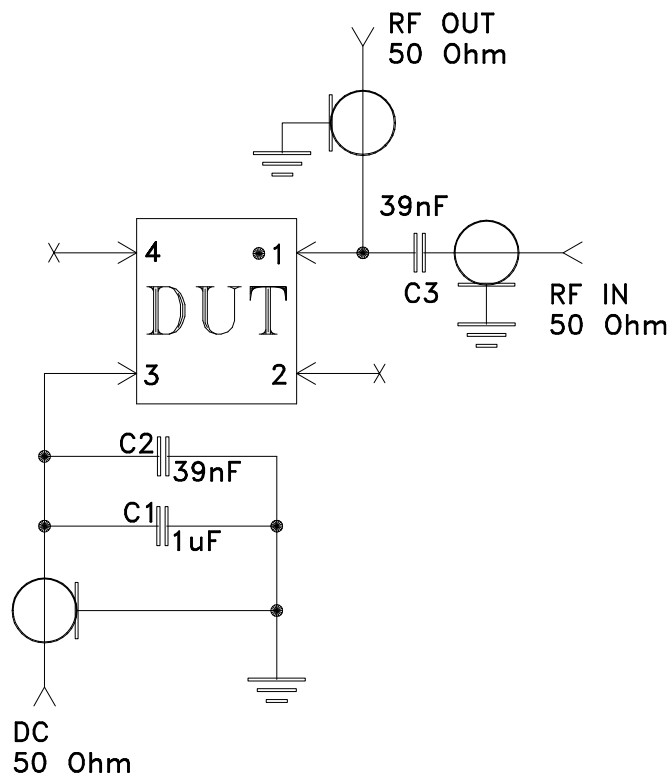 RF OUT
50 Ohm
39nF
C3
RF IN
50 Ohm
4
1
DUT
3
2
C2
39nF
C1
1uF
DC
50 Ohm